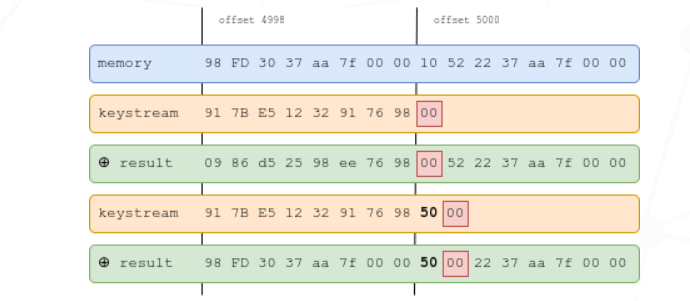 offset 4998 offset 5000
memory 98 FD 30 37 aa 7f 00 00 10 52 22 37 aa 7f 00 00
keystream 91 7B E5 12 32 91 76 98 00
⊕ result 09 86 d5 25 98 ee 76 98 00 52 22 37 aa 7f 00 00
keystream 91 7B E5 12 32 91 76 98 50 00
⊕ result 98 FD 30 37 aa 7f 00 00 50 00 22 37 aa 7f 00 00